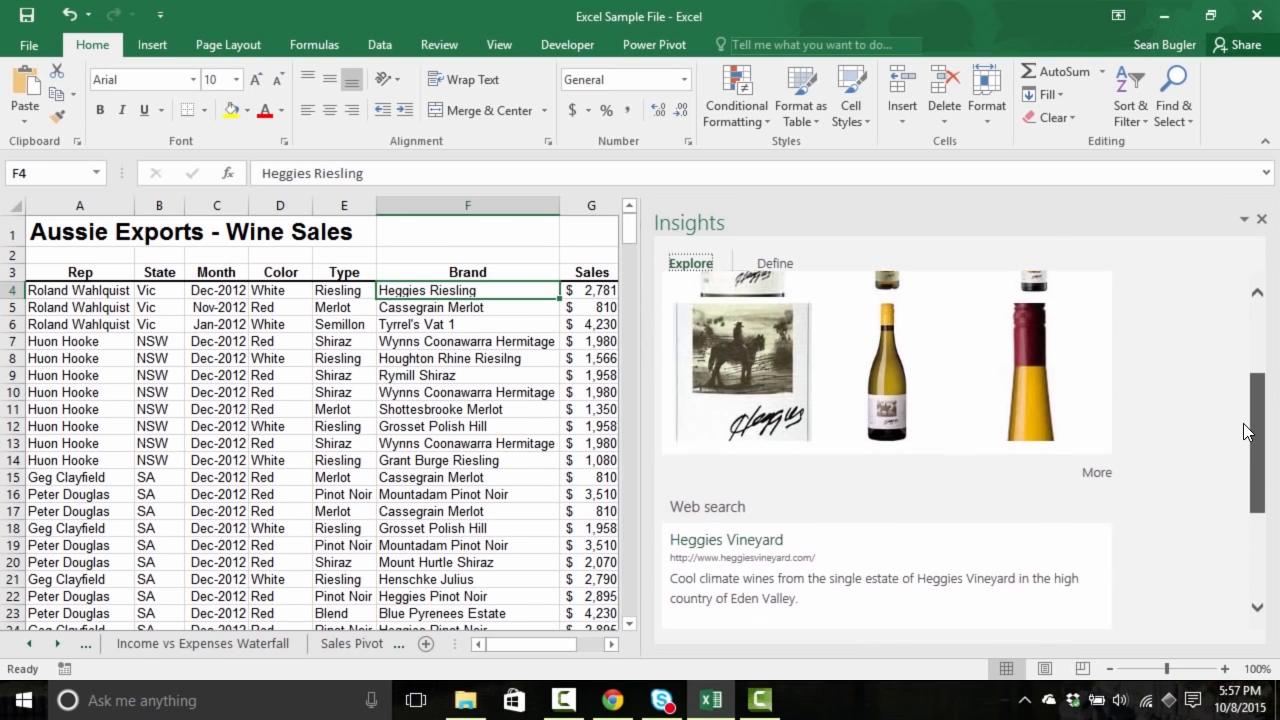 Excel Sample File - Excel
File Home Insert Page Layout Formulas Data Review View Developer Power Pivot Tell me what you want to do... Sean Bugler Share
Paste
Clipboard
Arial 10
B I U
Font
Wrap Text
Merge & Center
Alignment
General
$ % ,
Number
Conditional Formatting
Format as Table
Cell Styles
Styles
Insert Delete Format
Cells
AutoSum
Fill
Clear
Sort & Filter
Find & Select
Editing
F4 fx Heggies Riesling
A B C D E F G
1 Aussie Exports - Wine Sales
2
3 Rep State Month Color Type Brand Sales
4 Roland Wahlquist Vic Dec-2012 White Riesling Heggies Riesling $ 2,781
5 Roland Wahlquist Vic Nov-2012 Red Merlot Cassegrain Merlot $ 810
6 Roland Wahlquist Vic Jan-2012 White Semillon Tyrrel's Vat 1 $ 4,230
7 Huon Hooke NSW Dec-2012 Red Shiraz Wynns Coonawarra Hermitage $ 1,980
8 Huon Hooke NSW Dec-2012 White Riesling Houghton Rhine Riesilng $ 1,566
9 Huon Hooke NSW Dec-2012 Red Shiraz Rymill Shiraz $ 1,958
10 Huon Hooke NSW Dec-2012 Red Shiraz Wynns Coonawarra Hermitage $ 1,980
11 Huon Hooke NSW Dec-2012 Red Merlot Shottesbrooke Merlot $ 1,350
12 Huon Hooke NSW Dec-2012 White Riesling Grosset Polish Hill $ 1,958
13 Huon Hooke NSW Dec-2012 Red Shiraz Wynns Coonawarra Hermitage $ 1,980
14 Huon Hooke NSW Dec-2012 White Riesling Grant Burge Riesling $ 1,080
15 Geg Clayfield SA Dec-2012 Red Merlot Cassegrain Merlot $ 810
16 Peter Douglas SA Dec-2012 Red Pinot Noir Mountadam Pinot Noir $ 3,510
17 Peter Douglas SA Dec-2012 Red Merlot Cassegrain Merlot $ 810
18 Geg Clayfield SA Dec-2012 White Riesling Grosset Polish Hill $ 1,958
19 Peter Douglas SA Dec-2012 Red Pinot Noir Mountadam Pinot Noir $ 3,510
20 Peter Douglas SA Dec-2012 Red Shiraz Mount Hurtle Shiraz $ 2,070
21 Geg Clayfield SA Dec-2012 White Riesling Henschke Julius $ 2,790
22 Peter Douglas SA Dec-2012 Red Pinot Noir Heggies Pinot Noir $ 2,895
23 Peter Douglas SA Dec-2012 Red Blend Blue Pyrenees Estate $ 4,230
24 Geg Clayfield SA Dec-2012 Red Pinot Noir Heggies Pinot Noir $ 2,895
... Income vs Expenses Waterfall Sales Pivot ...
Insights
Explore Define
Heggies
More
Web search
Heggies Vineyard
http://www.heggiesvineyard.com/
Cool climate wines from the single estate of Heggies Vineyard in the high
country of Eden Valley.
Ready 100%
Ask me anything
5:57 PM
10/8/2015